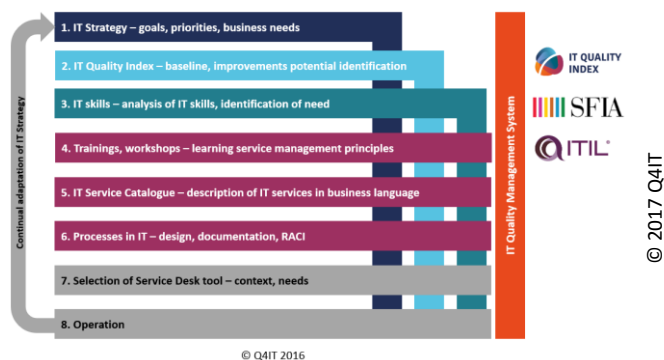 1. IT Strategy – goals, priorities, business needs
2. IT Quality Index – baseline, improvements potential identification
3. IT skills – analysis of IT skills, identification of need
4. Trainings, workshops – learning service management principles
5. IT Service Catalogue – description of IT services in business language
6. Processes in IT – design, documentation, RACI
7. Selection of Service Desk tool – context, needs
8. Operation
Continual adaptation of IT Strategy
IT Quality Management System
IT QUALITY
INDEX
SFIA
ITIL®
© 2017 Q4IT
© Q4IT 2016